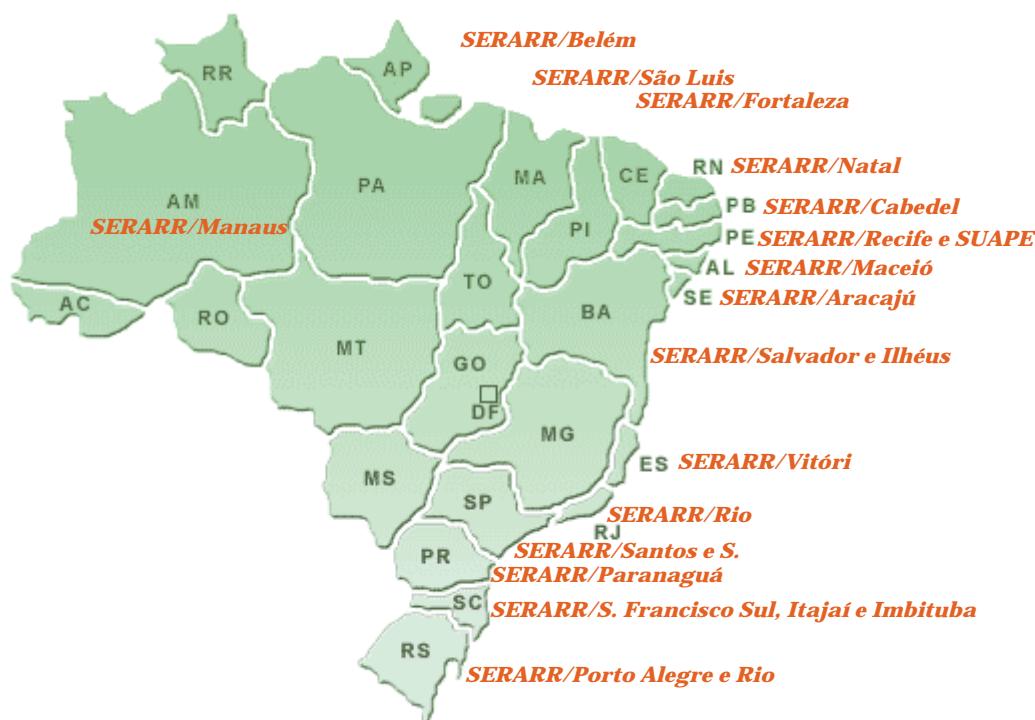 SERARR/Belém
RR
AP
SERARR/São Luis
SERARR/Fortaleza
RN SERARR/Natal
CE
MA
PA
AM
PB SERARR/Cabedel
SERARR/Manaus
PI
PE SERARR/Recife e SUAPE
AL SERARR/Maceió
TO
SE SERARR/Aracajú
AC
RO
BA
MT
SERARR/Salvador e Ilhéus
GO
DF
MG
ES SERARR/Vitóri
MS
SP
SERARR/Rio
RJ
SERARR/Santos e S.
PR
SERARR/Paranaguá
SC
SERARR/S. Francisco Sul, Itajaí e Imbituba
RS
SERARR/Porto Alegre e Rio